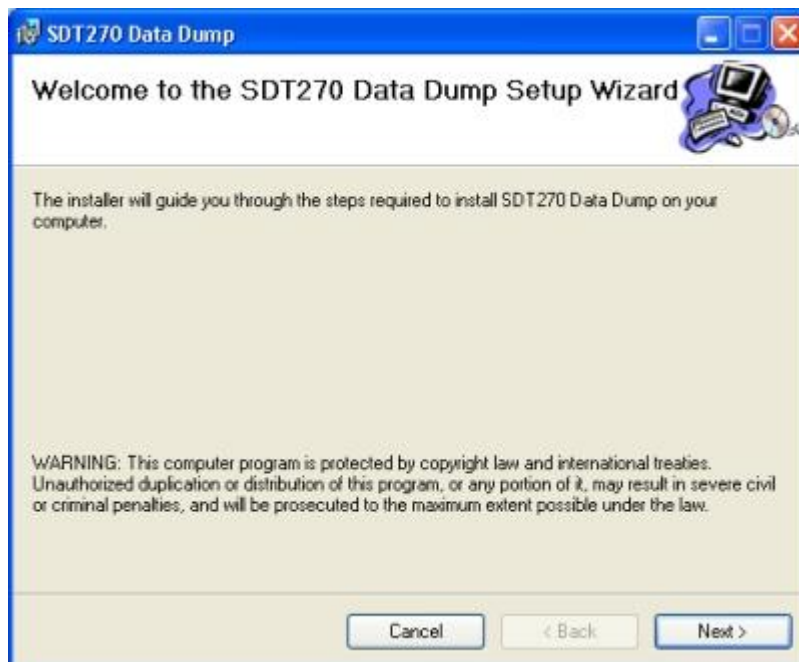 SDT270 Data Dump
Welcome to the SDT270 Data Dump Setup Wizard
The installer will guide you through the steps required to install SDT270 Data Dump on your
computer.
WARNING: This computer program is protected by copyright law and international treaties.
Unauthorized duplication or distribution of this program, or any portion of it, may result in severe civil
or criminal penalties, and will be prosecuted to the maximum extent possible under the law.
Cancel
< Back
Next >